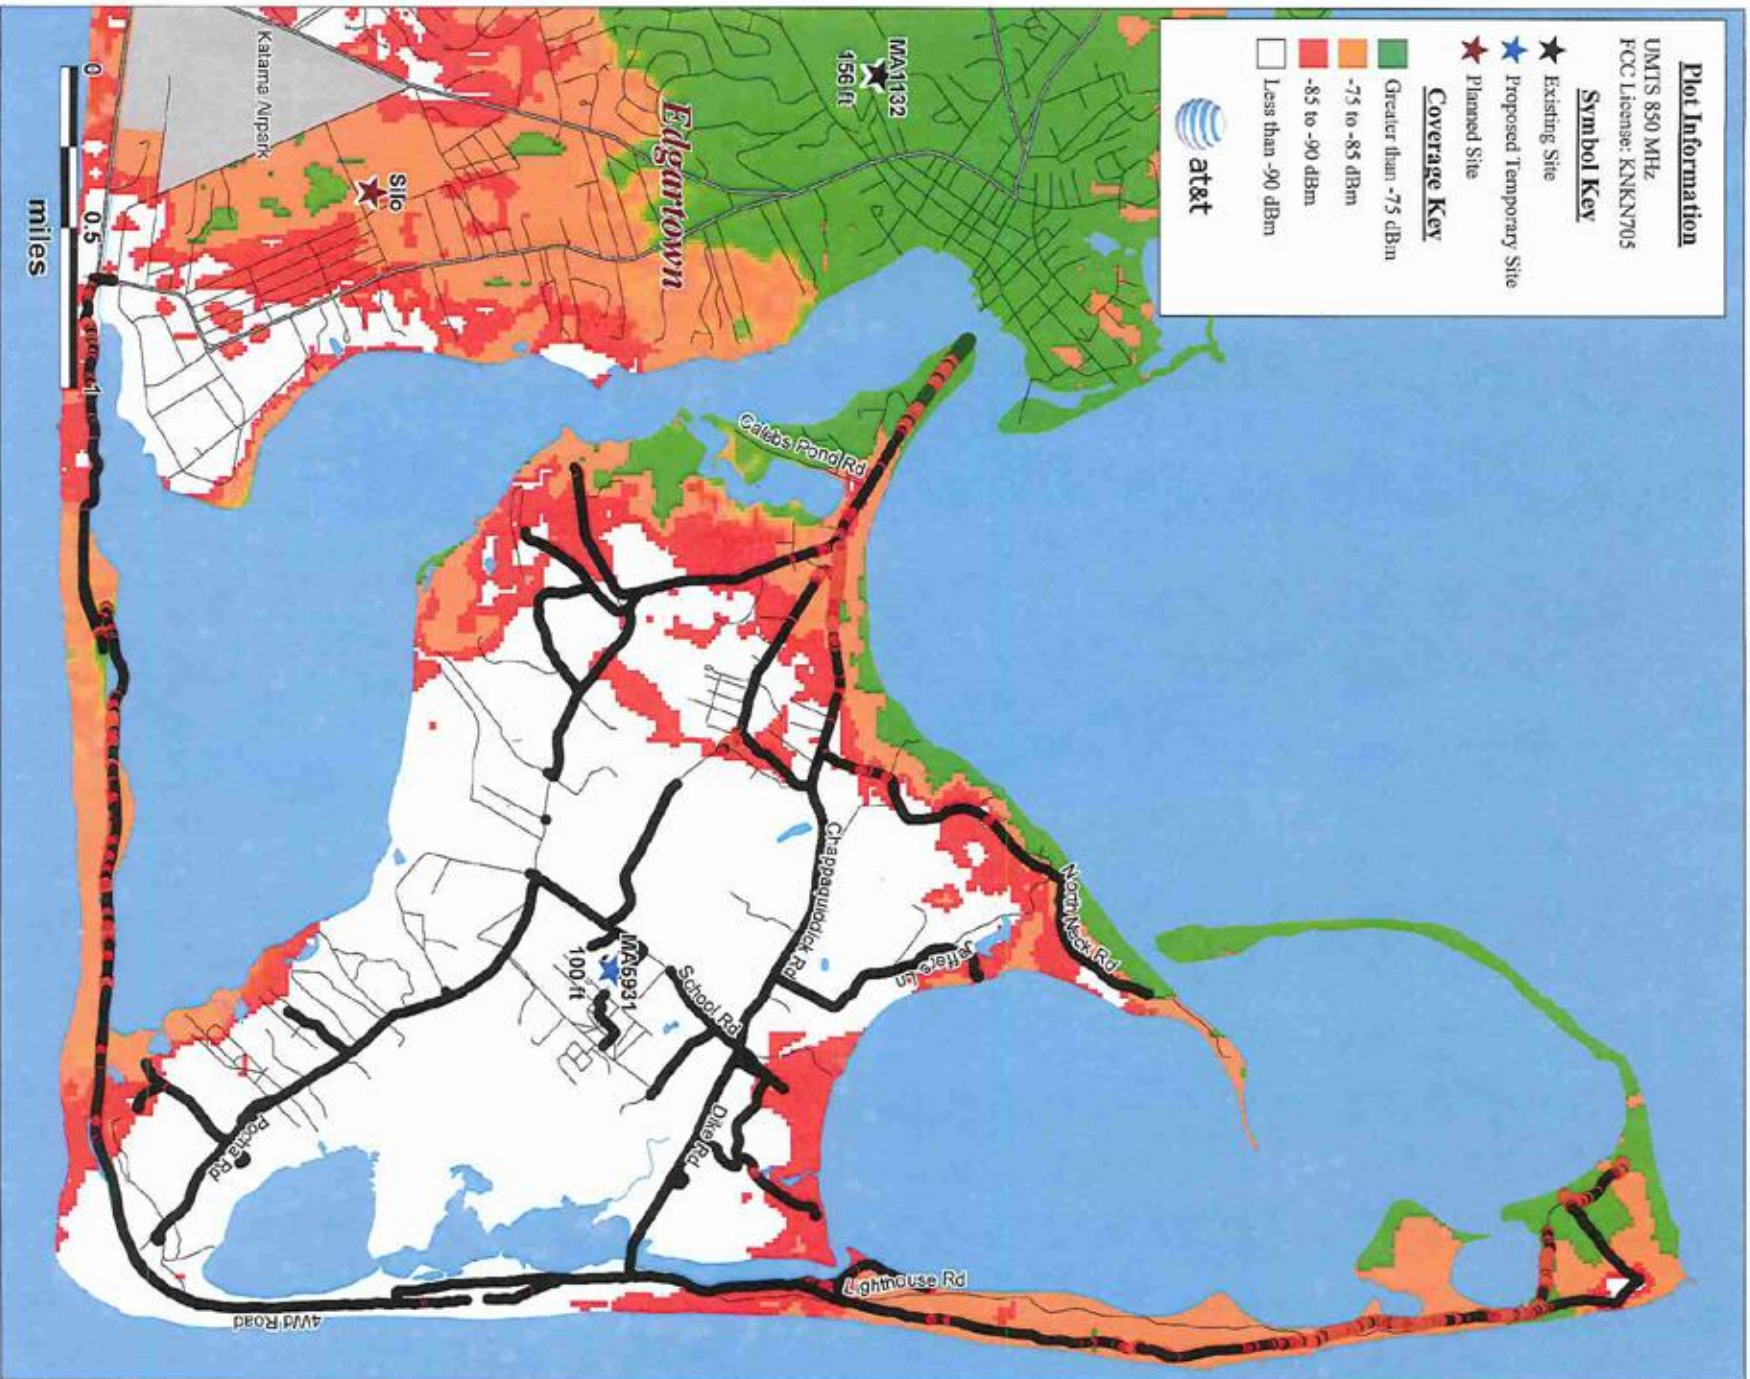 Plot Information
UMTS 850 MHz
FCC License: KNKN705
Symbol Key
Existing Site
Proposed Temporary Site
Planned Site
Coverage Key
Greater than -75 dBm
-75 to -85 dBm
-85 to -90 dBm
Less than -90 dBm
at&t
MA1132
156 ft
Edgartown
Katama Airpark
Silo
0
0.5
1
miles
Calebs Pond Rd
North Neck Rd
Chappaquiddick Rd
Jeffers Ln
MA5931
100 ft
School Rd
Dike Rd
Pocha Rd
Lighthouse Rd
4Wd Road